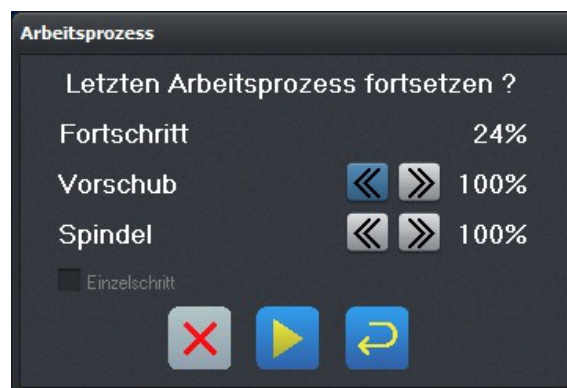 Arbeitsprozess
Letzten Arbeitsprozess fortsetzen ?
Fortschritt 24%
Vorschub 100%
Spindel 100%
Einzelschritt